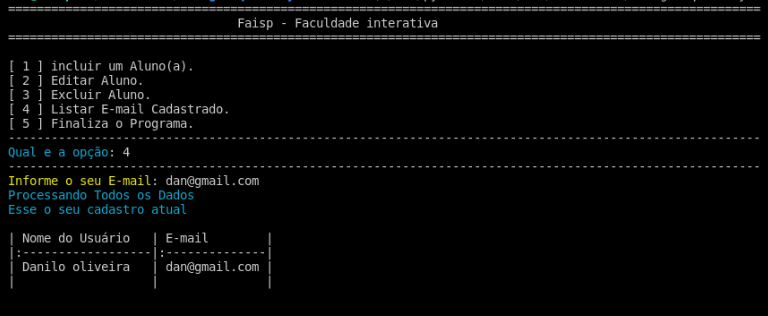 Faisp - Faculdade interativa
[ 1 ] incluir um Aluno(a).
[ 2 ] Editar Aluno.
[ 3 ] Excluir Aluno.
[ 4 ] Listar E-mail Cadastrado.
[ 5 ] Finaliza o Programa.
Qual e a opção: 4
Informe o seu E-mail: dan@gmail.com
Processando Todos os Dados
Esse o seu cadastro atual
| Nome do Usuário | E-mail |
|:------------------|:--------------|
| Danilo oliveira | dan@gmail.com |
| | |